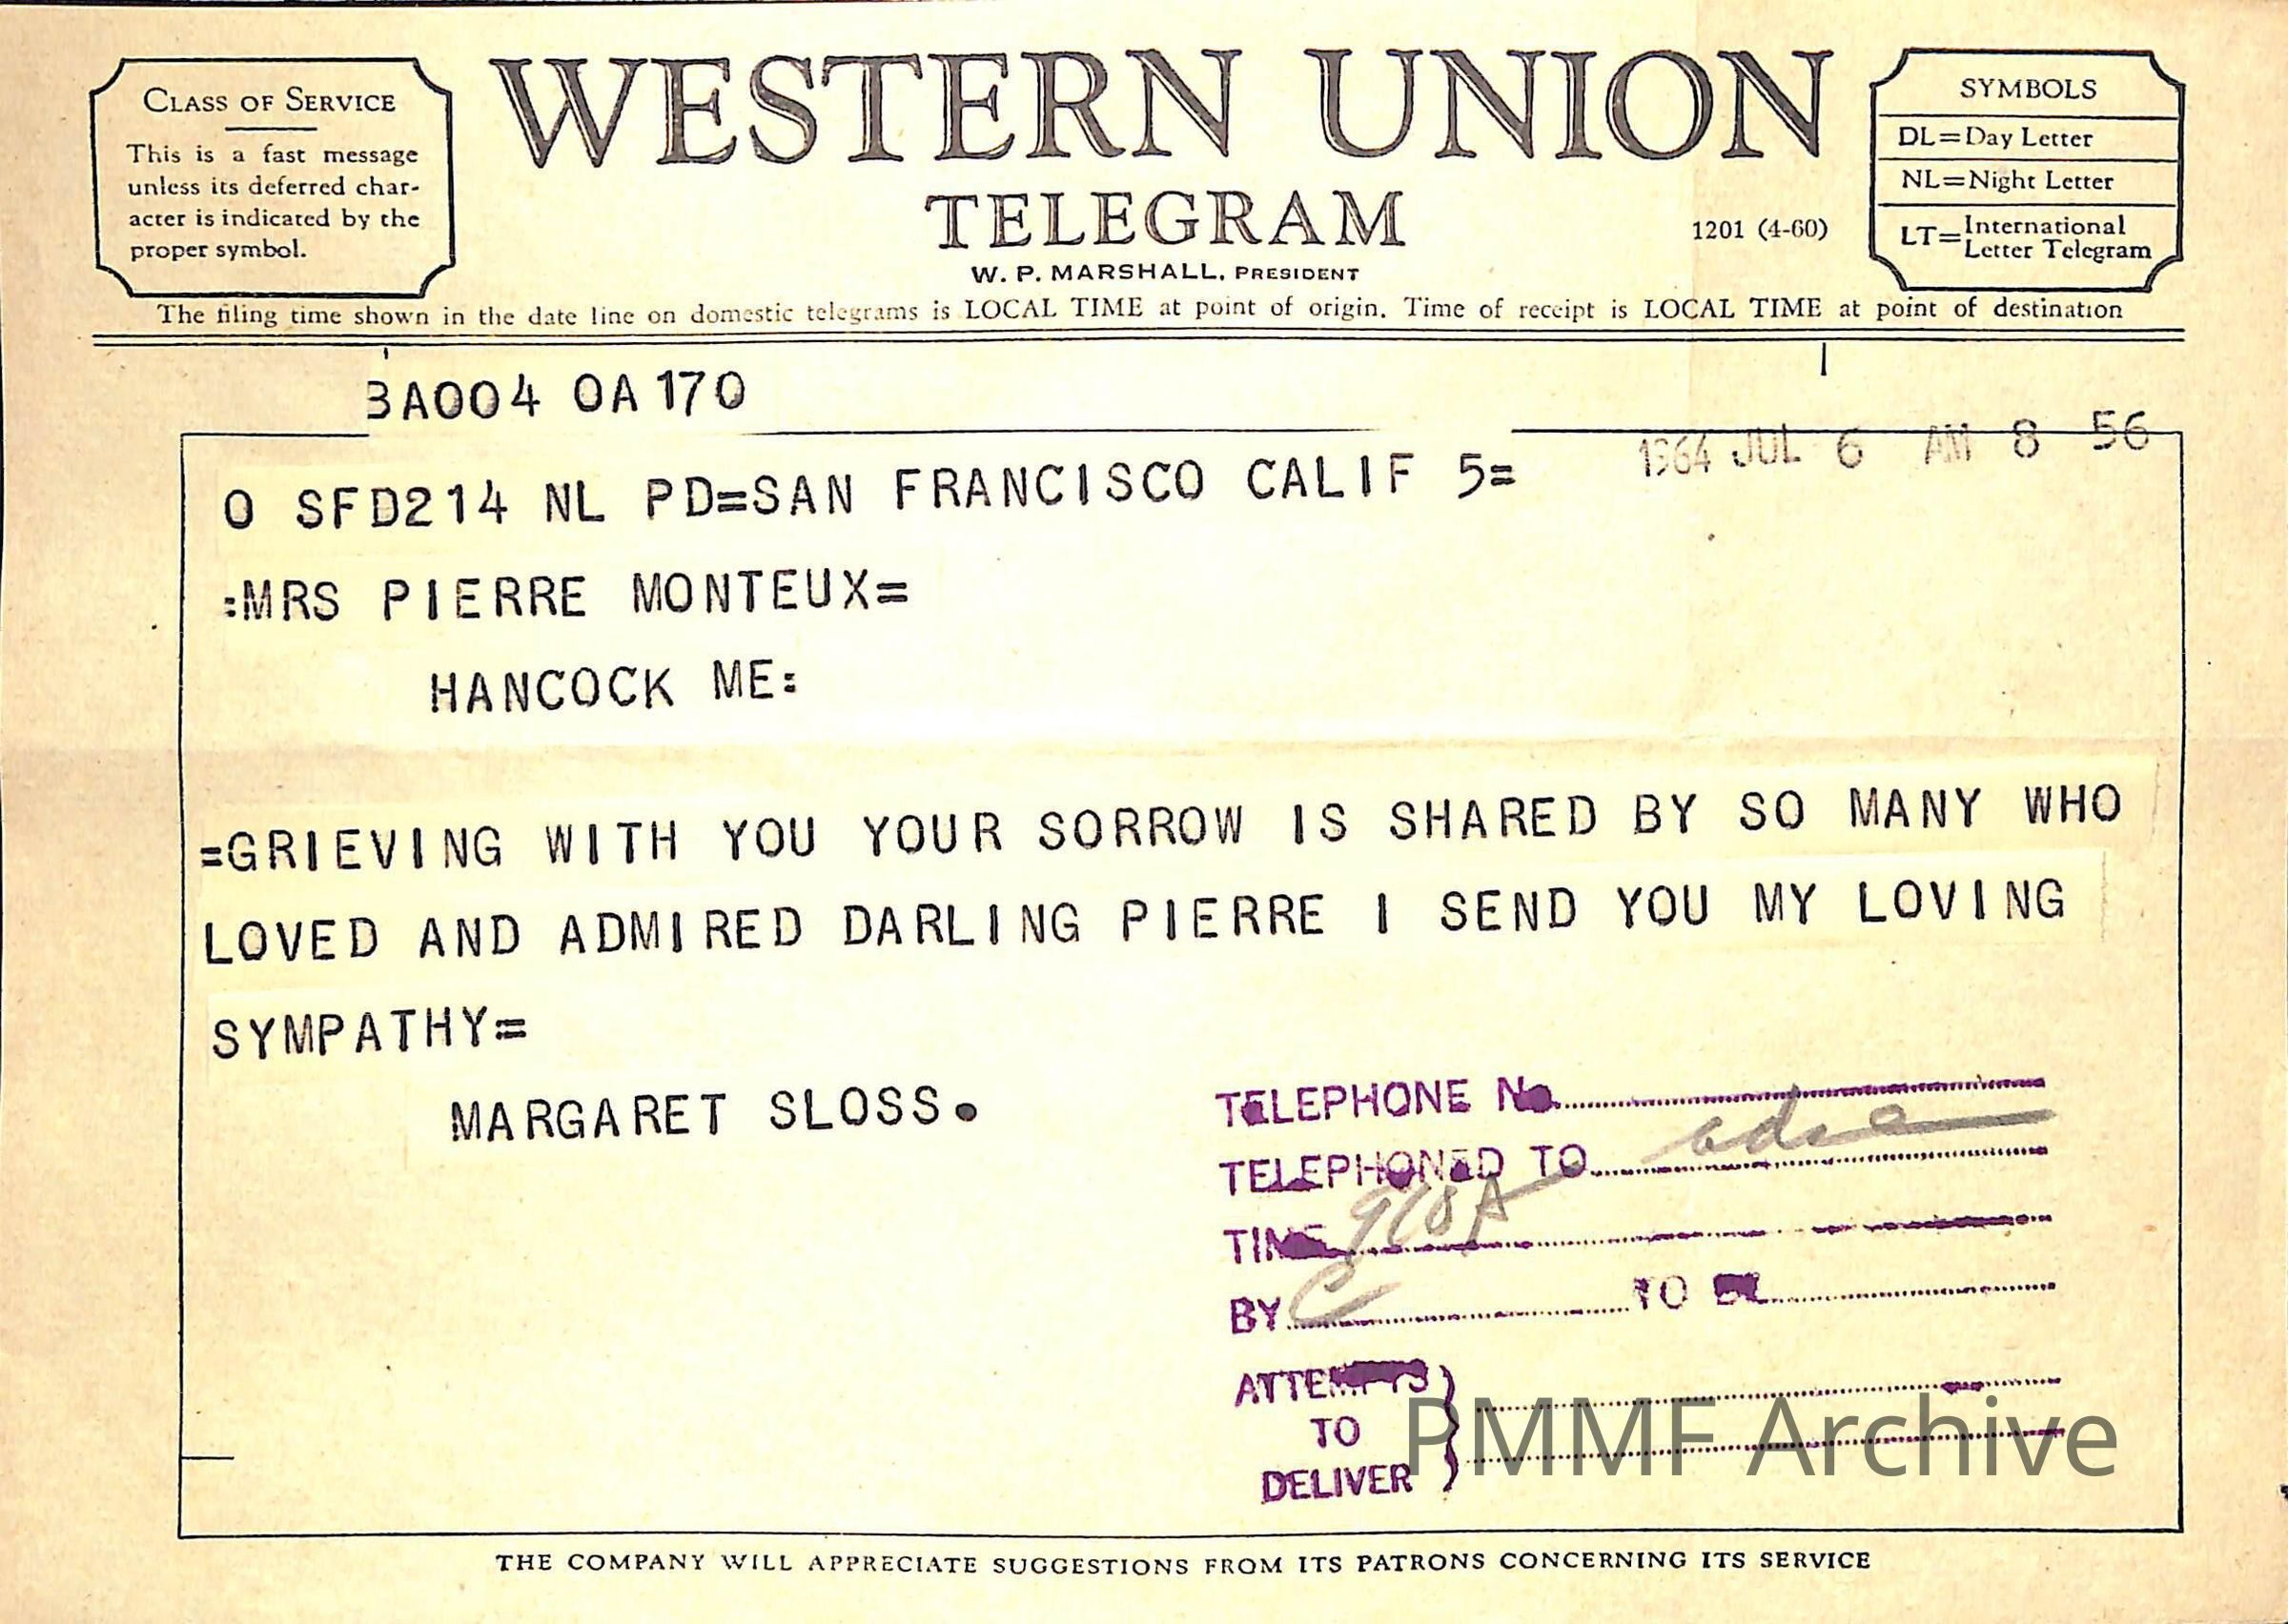 CLASS OF SERVICE
This is a fast message
unless its deferred char-
acter is indicated by the
proper symbol.
WESTERN UNION
TELEGRAM
W. P. MARSHALL, PRESIDENT
1201 (4-60)
SYMBOLS
DL=Day Letter
NL=Night Letter
LT=International Letter Telegram
The filing time shown in the date line on domestic telegrams is LOCAL TIME at point of origin. Time of receipt is LOCAL TIME at point of destination
BA004 OA170
1964 JUL 6 AM 8 56
O SFD214 NL PD=SAN FRANCISCO CALIF 5=
:MRS PIERRE MONTEUX=
HANCOCK ME:
=GRIEVING WITH YOU YOUR SORROW IS SHARED BY SO MANY WHO
LOVED AND ADMIRED DARLING PIERRE I SEND YOU MY LOVING
SYMPATHY=
MARGARET SLOSS.
TELEPHONE No.
TELEPHONED TO
TIME 918A
BY C TO BE
ATTEMPTS
TO
DELIVER
PMMF Archive
THE COMPANY WILL APPRECIATE SUGGESTIONS FROM ITS PATRONS CONCERNING ITS SERVICE